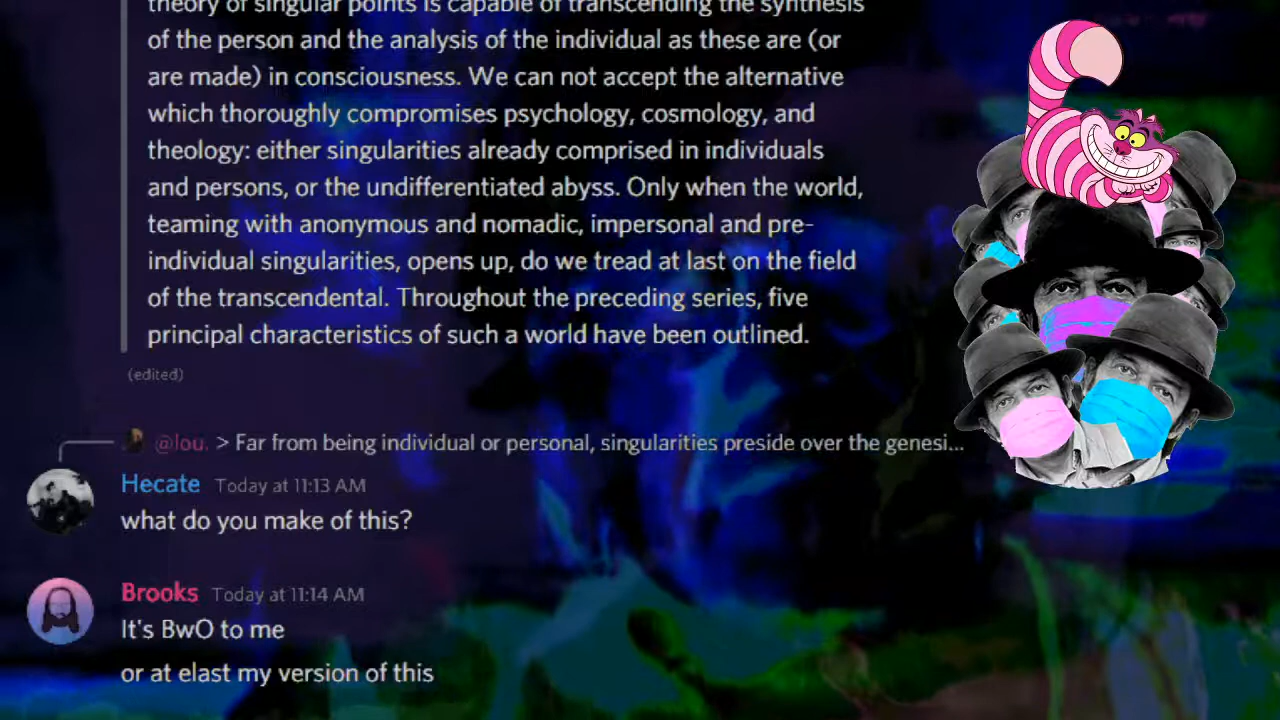 theory of singular points is capable of transcending the synthesis
of the person and the analysis of the individual as these are (or
are made) in consciousness. We can not accept the alternative
which thoroughly compromises psychology, cosmology, and
theology: either singularities already comprised in individuals
and persons, or the undifferentiated abyss. Only when the world,
teaming with anonymous and nomadic, impersonal and pre-
individual singularities, opens up, do we tread at last on the field
of the transcendental. Throughout the preceding series, five
principal characteristics of such a world have been outlined.
(edited)
@lou. > Far from being individual or personal, singularities preside over the genesi...
Hecate Today at 11:13 AM
what do you make of this?
Brooks Today at 11:14 AM
It's BwO to me
or at elast my version of this